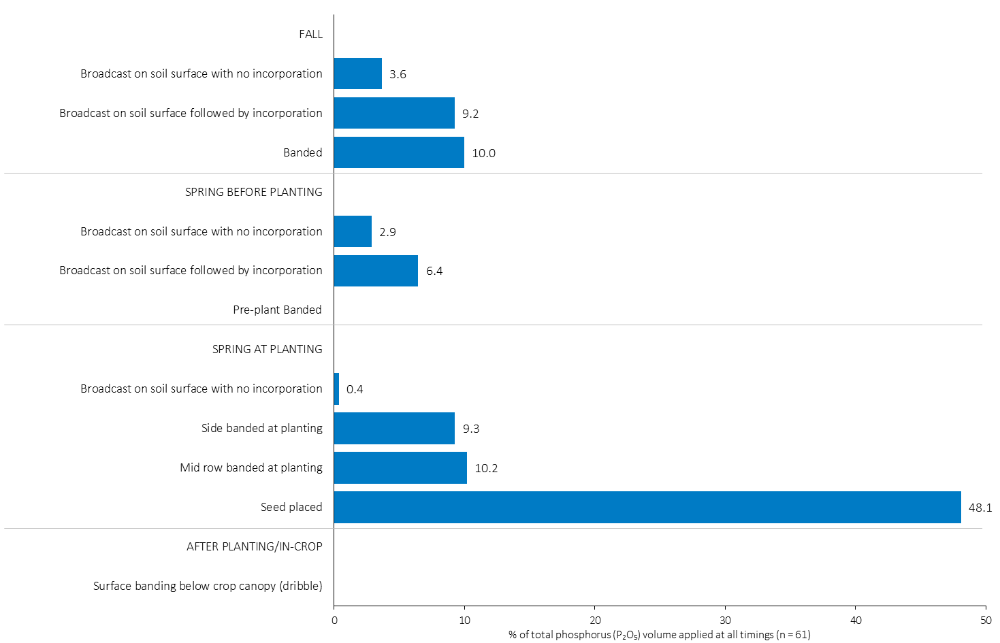 FALL
Broadcast on soil surface with no incorporation 3.6
Broadcast on soil surface followed by incorporation 9.2
Banded 10.0
SPRING BEFORE PLANTING
Broadcast on soil surface with no incorporation 2.9
Broadcast on soil surface followed by incorporation 6.4
Pre-plant Banded
SPRING AT PLANTING
Broadcast on soil surface with no incorporation 0.4
Side banded at planting 9.3
Mid row banded at planting 10.2
Seed placed 48.1
AFTER PLANTING/IN-CROP
Surface banding below crop canopy (dribble)
0 10 20 30 40 50
% of total phosphorus (P₂O₅) volume applied at all timings (n = 61)